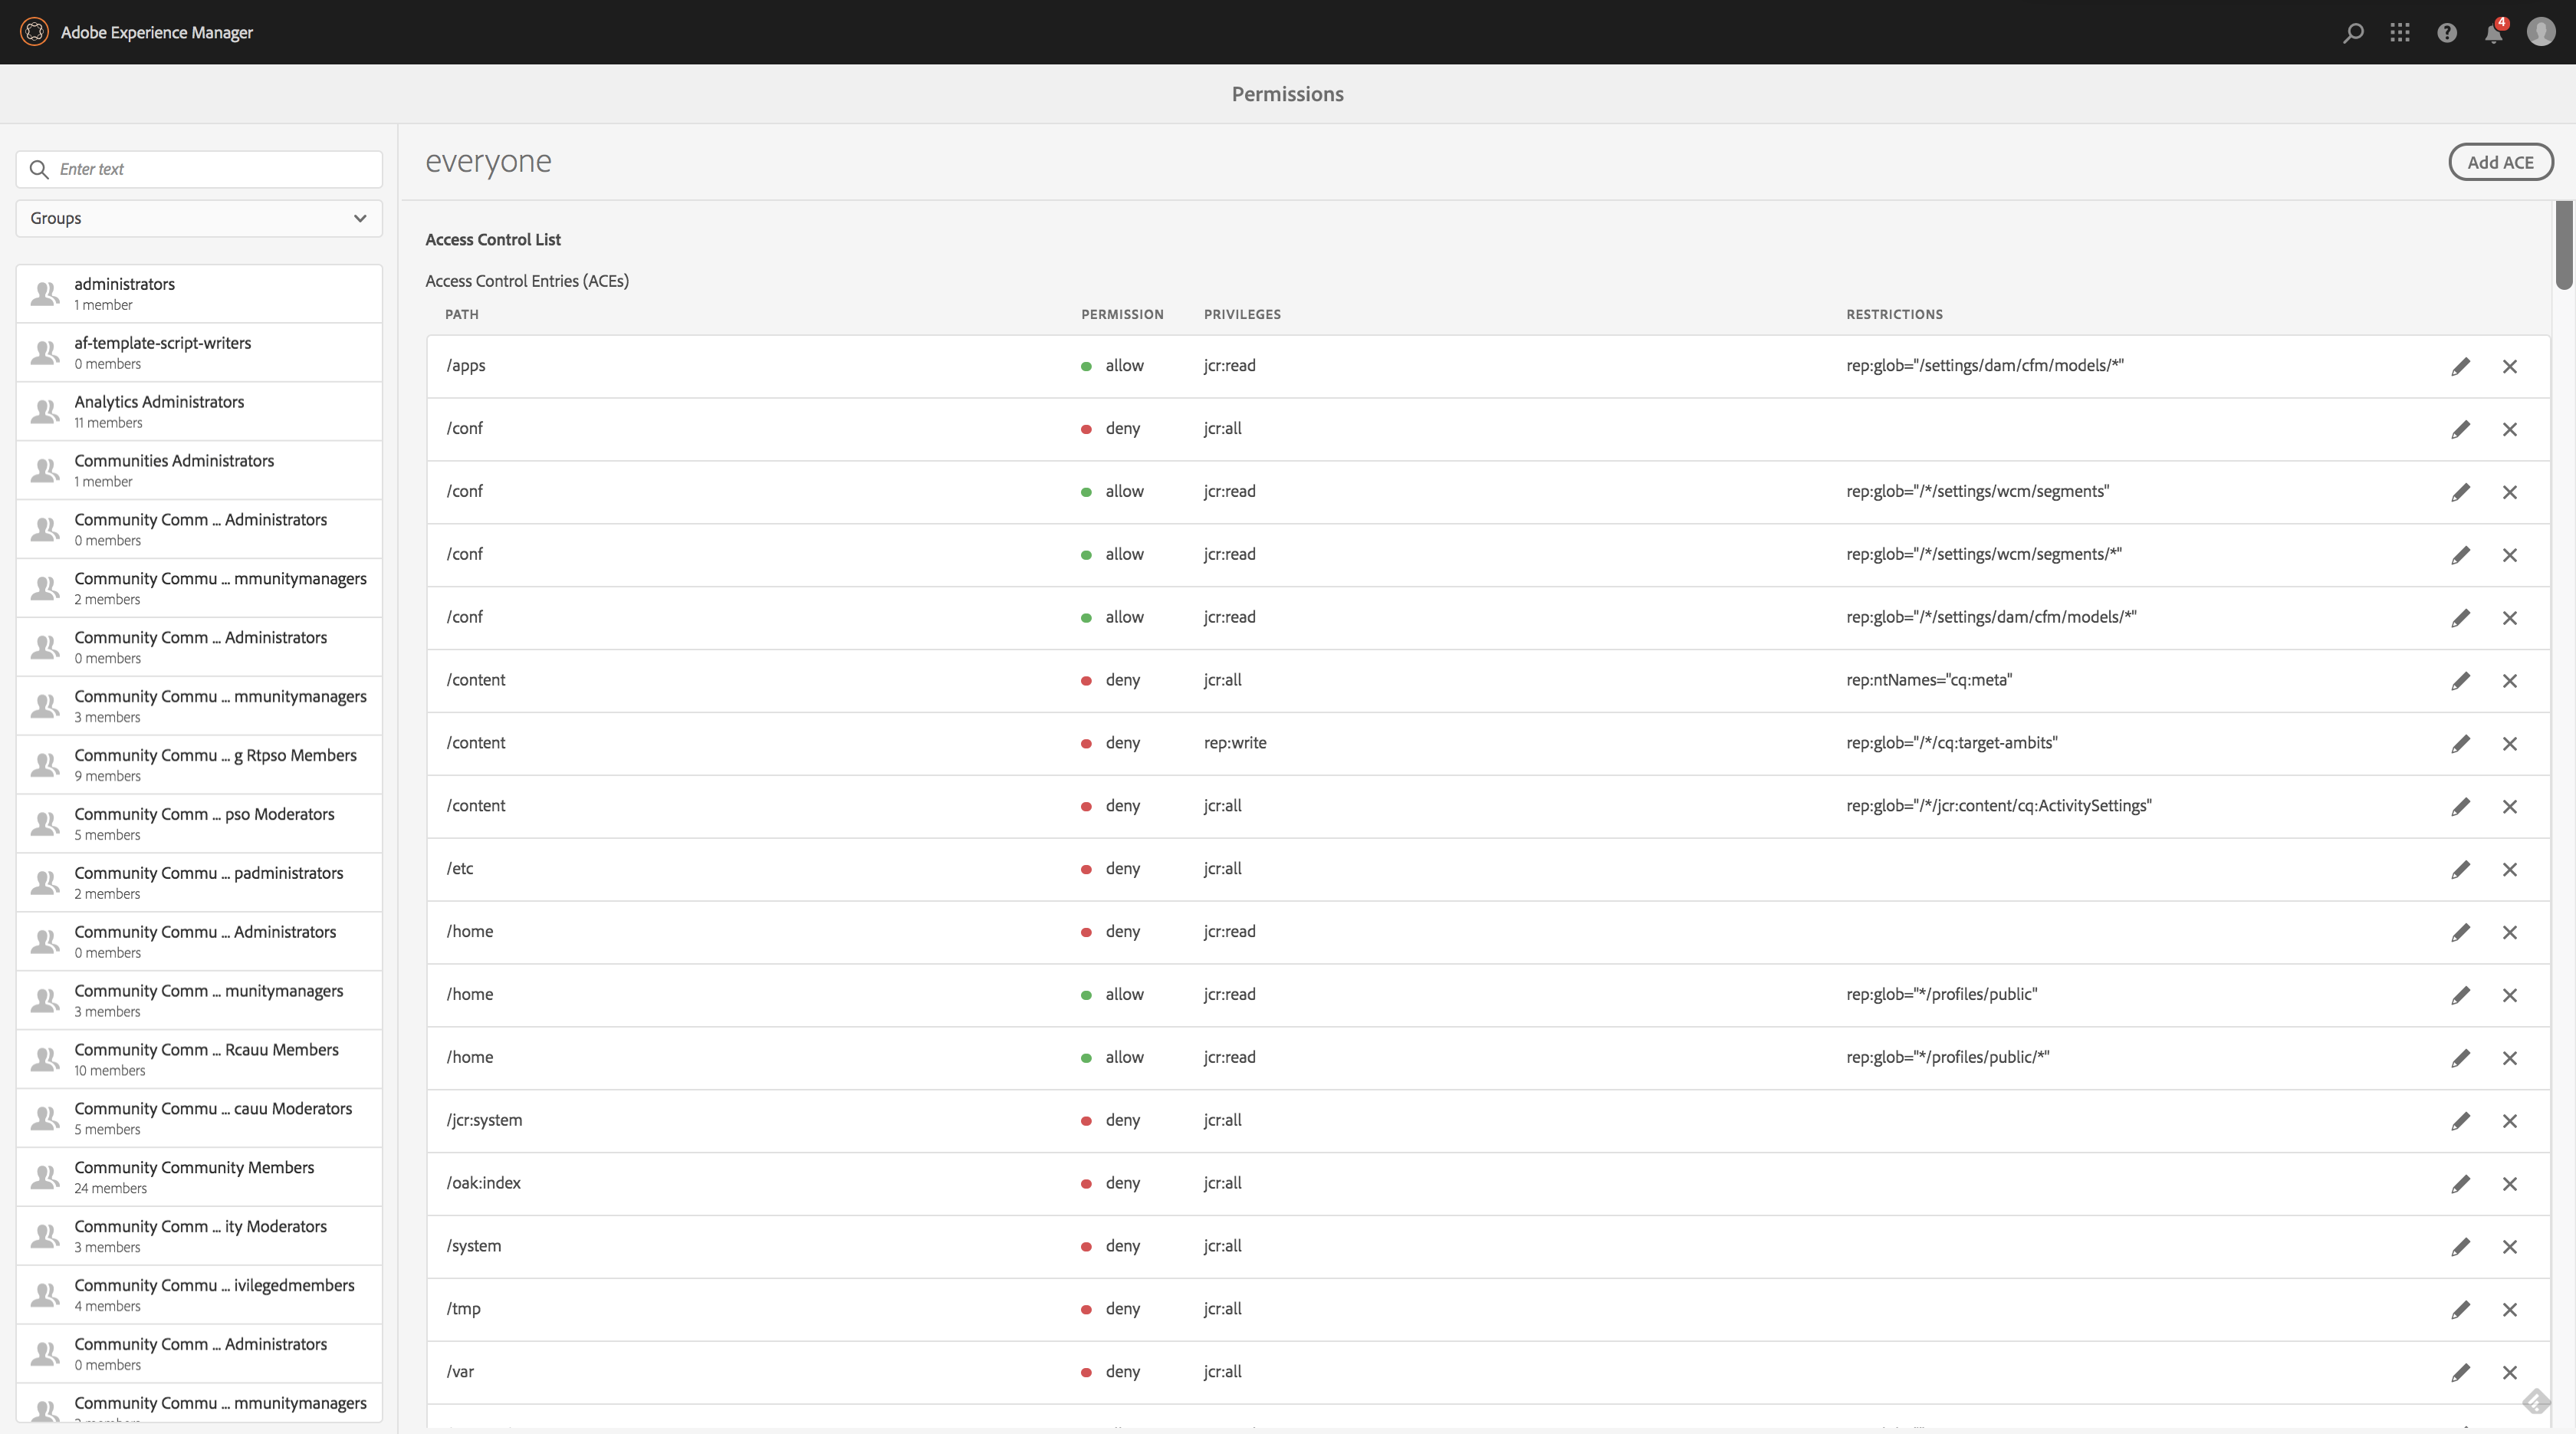 Adobe Experience Manager
4
Permissions
Enter text
Groups
administrators
1 member
af-template-script-writers
0 members
Analytics Administrators
11 members
Communities Administrators
1 member
Community Comm ... Administrators
0 members
Community Commu ... mmunitymanagers
2 members
Community Comm ... Administrators
0 members
Community Commu ... mmunitymanagers
3 members
Community Commu ... g Rtpso Members
9 members
Community Comm ... pso Moderators
5 members
Community Commu ... padministrators
2 members
Community Commu ... Administrators
0 members
Community Comm ... munitymanagers
3 members
Community Comm ... Rcauu Members
10 members
Community Commu ... cauu Moderators
5 members
Community Community Members
24 members
Community Comm ... ity Moderators
3 members
Community Commu ... ivilegedmembers
4 members
Community Comm ... Administrators
0 members
Community Commu ... mmunitymanagers
everyone
Add ACE
Access Control List
Access Control Entries (ACEs)
PATH PERMISSION PRIVILEGES RESTRICTIONS
/apps allow jcr:read rep:glob="/settings/dam/cfm/models/*"
/conf deny jcr:all
/conf allow jcr:read rep:glob="/*/settings/wcm/segments"
/conf allow jcr:read rep:glob="/*/settings/wcm/segments/*"
/conf allow jcr:read rep:glob="/*/settings/dam/cfm/models/*"
/content deny jcr:all rep:ntNames="cq:meta"
/content deny rep:write rep:glob="/*/cq:target-ambits"
/content deny jcr:all rep:glob="/*/jcr:content/cq:ActivitySettings"
/etc deny jcr:all
/home deny jcr:read
/home allow jcr:read rep:glob="*/profiles/public"
/home allow jcr:read rep:glob="*/profiles/public/*"
/jcr:system deny jcr:all
/oak:index deny jcr:all
/system deny jcr:all
/tmp deny jcr:all
/var deny jcr:all